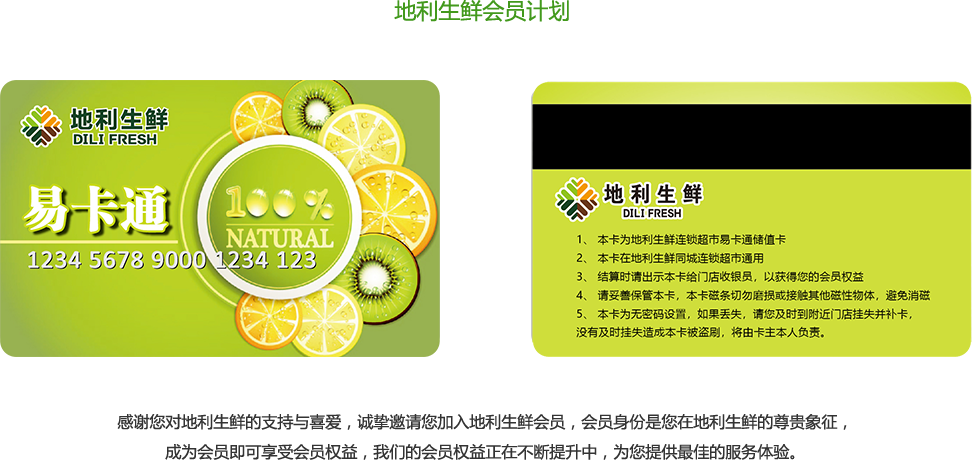 地利生鲜会员计划
地利生鲜
DILI FRESH
易卡通
100%
NATURAL
1234 5678 9000 1234 123
地利生鲜
DILI FRESH
1、 本卡为地利生鲜连锁超市易卡通储值卡
2、 本卡在地利生鲜同城连锁超市通用
3、 结算时请出示本卡给门店收银员，以获得您的会员权益
4、 请妥善保管本卡，本卡磁条切勿磨损或接触其他磁性物体，避免消磁
5、 本卡为无密码设置，如果丢失，请您及时到附近门店挂失并补卡，
没有及时挂失造成本卡被盗刷，将由卡主本人负责。
感谢您对地利生鲜的支持与喜爱，诚挚邀请您加入地利生鲜会员，会员身份是您在地利生鲜的尊贵象征，
成为会员即可享受会员权益，我们的会员权益正在不断提升中，为您提供最佳的服务体验。